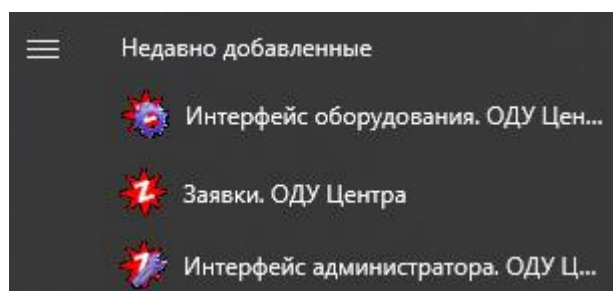 Недавно добавленные
Интерфейс оборудования. ОДУ Цен...
Заявки. ОДУ Центра
Интерфейс администратора. ОДУ Ц...